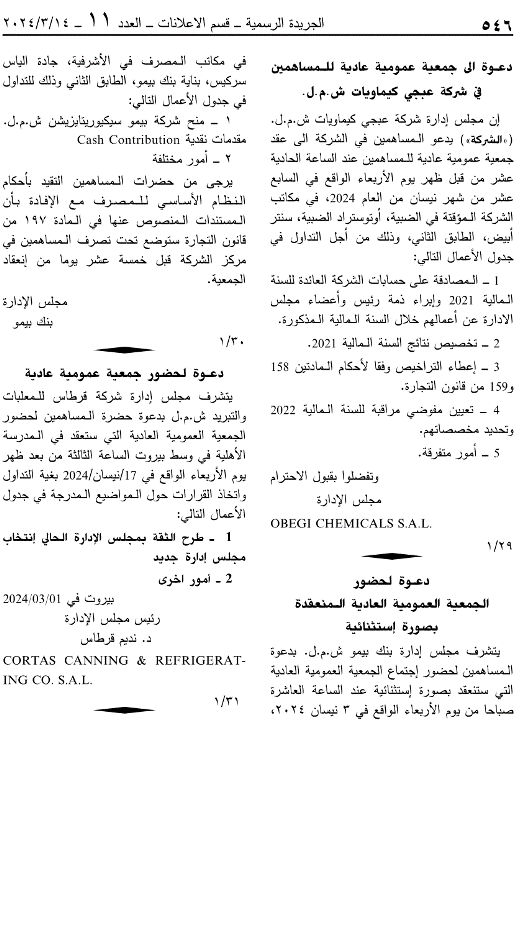 ٥٤٦
الجريدة الرسمية ــ قسم الاعلانات ــ العدد ١١ ــ ٢٠٢٤/٣/١٤
دعوة الى جمعية عمومية عادية للمساهمين
في شركة عبجي كيماويات ش.م.ل.
إن مجلس إدارة شركة عبجي كيماويات ش.م.ل.
(«الشركة») يدعو المساهمين في الشركة الى عقد
جمعية عمومية عادية للمساهمين عند الساعة الحادية
عشر من قبل ظهر يوم الأربعاء الواقع في السابع
عشر من شهر نيسان من العام 2024، في مكاتب
الشركة المؤقتة في الضبية، أوتوستراد الضبية، سنتر
أبيض، الطابق الثاني، وذلك من أجل التداول في
جدول الأعمال التالي:
1 ــ المصادقة على حسابات الشركة العائدة للسنة
المالية 2021 وإبراء ذمة رئيس وأعضاء مجلس
الادارة عن أعمالهم خلال السنة المالية المذكورة.
2 ــ تخصيص نتائج السنة المالية 2021.
3 ــ إعطاء التراخيص وفقا لأحكام المادتين 158
و159 من قانون التجارة.
4 ــ تعيين مفوضي مراقبة للسنة المالية 2022
وتحديد مخصصاتهم.
5 ــ أمور متفرقة.
وتفضلوا بقبول الاحترام
مجلس الإدارة
OBEGI CHEMICALS S.A.L.
١/٢٩
دعوة لحضور
الجمعية العمومية العادية المنعقدة
بصورة إستثنائية
يتشرف مجلس إدارة بنك بيمو ش.م.ل. بدعوة
المساهمين لحضور إجتماع الجمعية العمومية العادية
التي ستنعقد بصورة إستثنائية عند الساعة العاشرة
صباحا من يوم الأربعاء الواقع في ٣ نيسان ٢٠٢٤،
في مكاتب المصرف في الأشرفية، جادة الياس
سركيس، بناية بنك بيمو، الطابق الثاني وذلك للتداول
في جدول الأعمال التالي:
١ ــ منح شركة بيمو سيكيوريتايزيشن ش.م.ل.
مقدمات نقدية Cash Contribution
٢ ــ أمور مختلفة
يرجى من حضرات المساهمين التقيد بأحكام
النظام الأساسي للمصرف مع الإفادة بأن
المستندات المنصوص عنها في المادة ١٩٧ من
قانون التجارة ستوضع تحت تصرف المساهمين في
مركز الشركة قبل خمسة عشر يوما من إنعقاد
الجمعية.
مجلس الإدارة
بنك بيمو
١/٣٠
دعوة لحضور جمعية عمومية عادية
يتشرف مجلس إدارة شركة قرطاس للمعلبات
والتبريد ش.م.ل بدعوة حضرة المساهمين لحضور
الجمعية العمومية العادية التي ستعقد في المدرسة
الأهلية في وسط بيروت الساعة الثالثة من بعد ظهر
يوم الأربعاء الواقع في 17/نيسان/2024 بغية التداول
واتخاذ القرارات حول المواضيع المدرجة في جدول
الأعمال التالي:
1 ــ طرح الثقة بمجلس الإدارة الحالي إنتخاب
مجلس إدارة جديد
2 ــ أمور اخرى
بيروت في 2024/03/01
رئيس مجلس الإدارة
د. نديم قرطاس
CORTAS CANNING & REFRIGERAT-
ING CO. S.A.L.
١/٣١